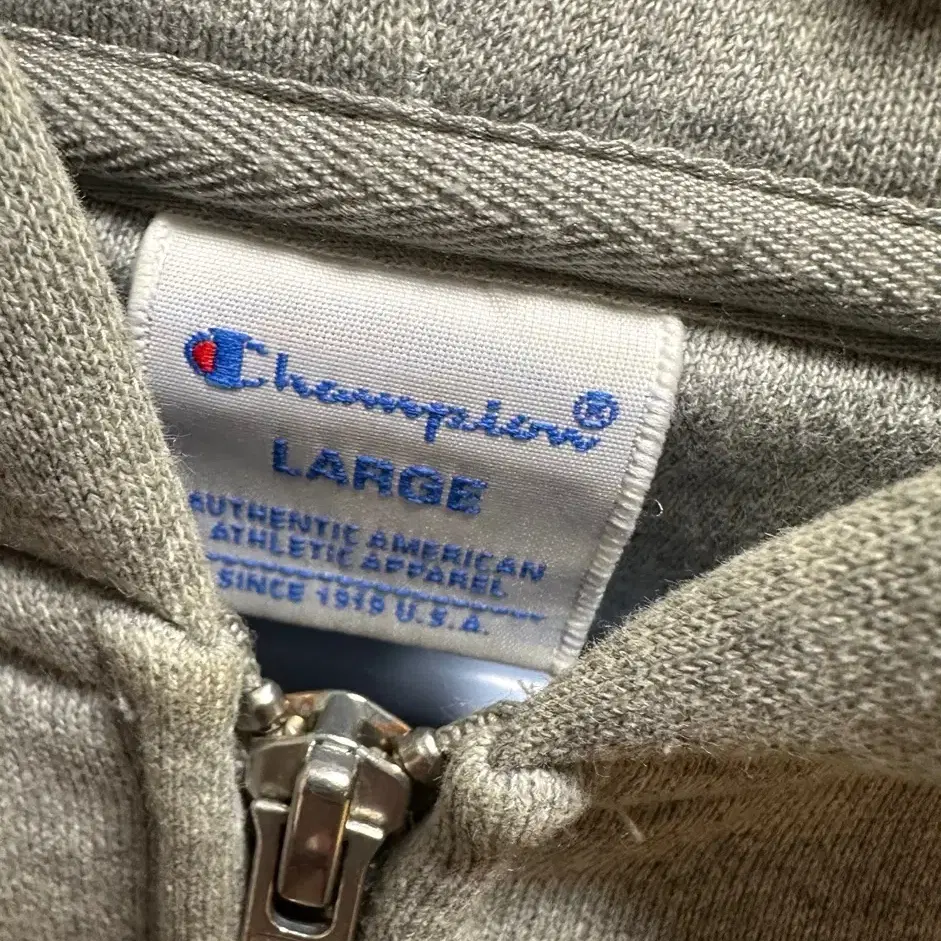 Champion®
LARGE
AUTHENTIC AMERICAN
ATHLETIC APPAREL
SINCE 1919 U.S.A.